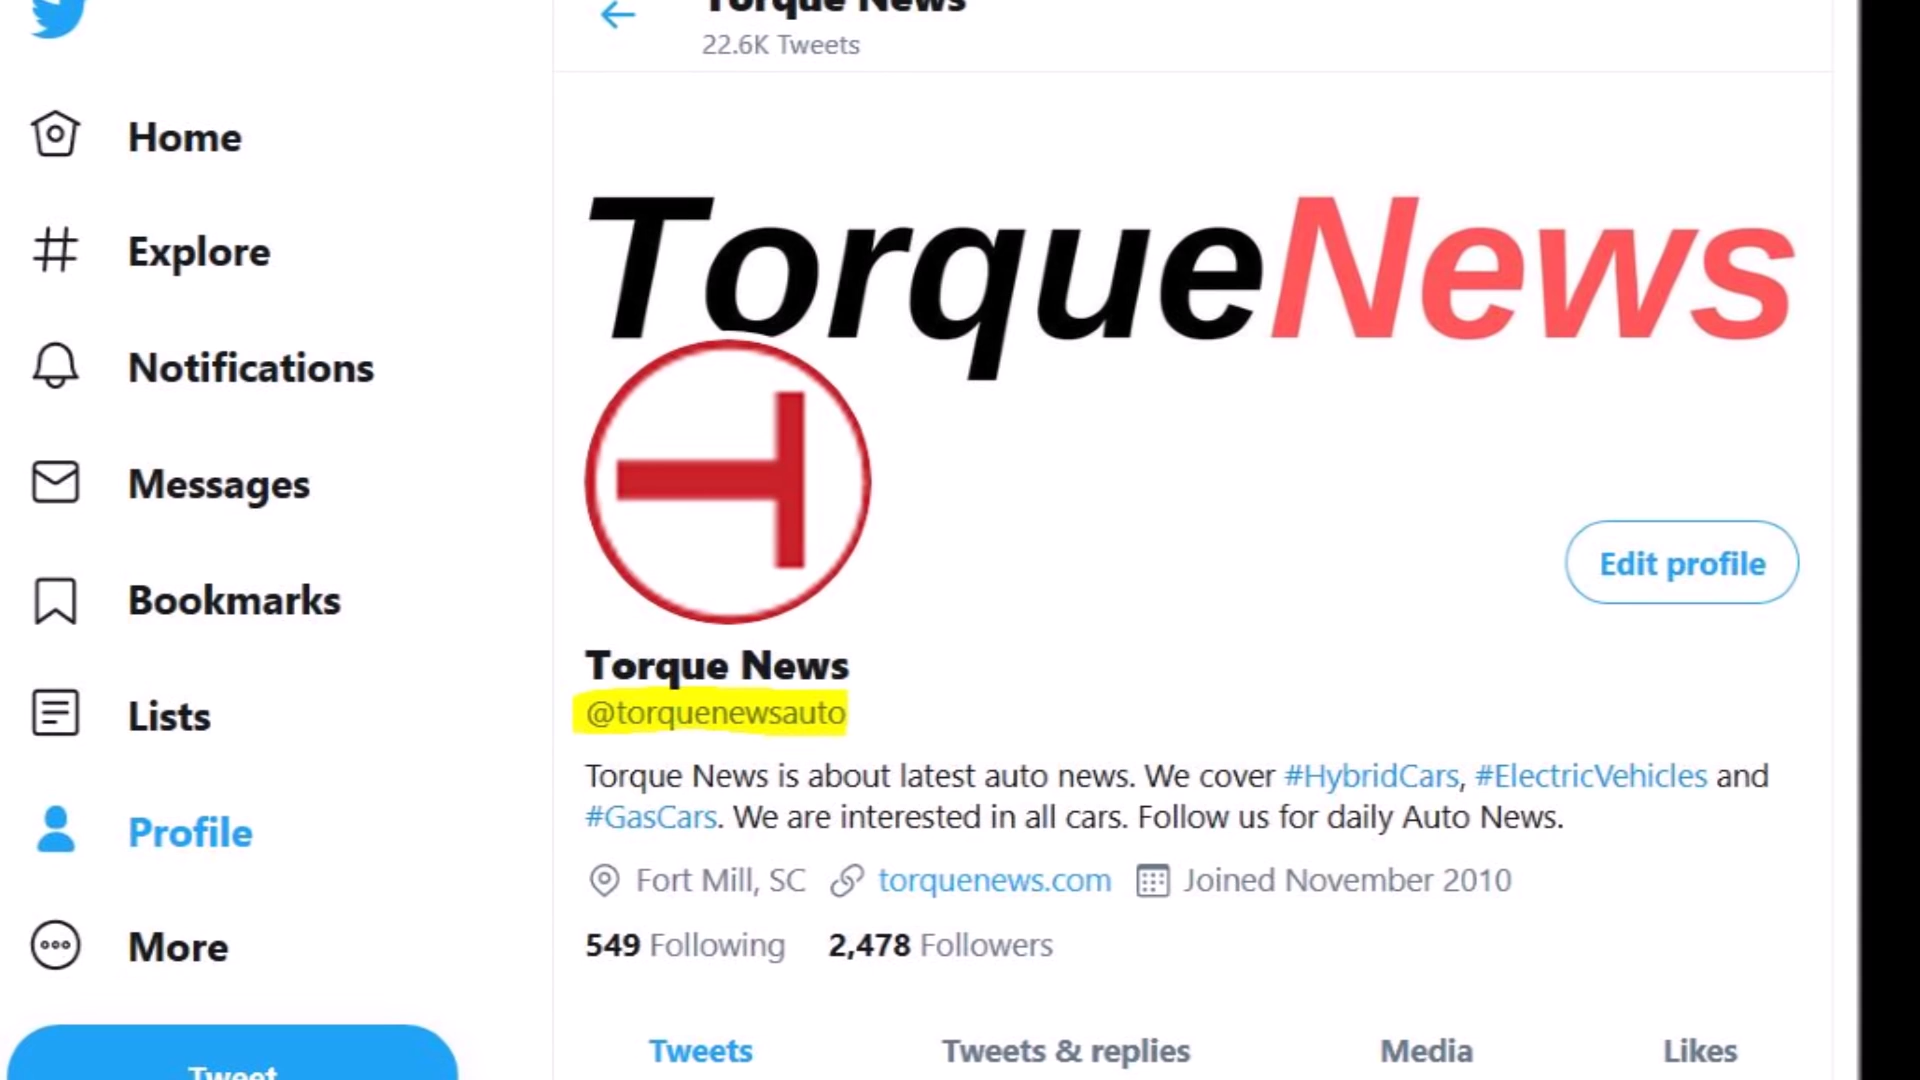 Torque News
22.6K Tweets
Home
Explore
Notifications
Messages
Bookmarks
Lists
Profile
More
Tweet
TorqueNews
T
Edit profile
Torque News
@torquenewsauto
Torque News is about latest auto news. We cover #HybridCars, #ElectricVehicles and
#GasCars. We are interested in all cars. Follow us for daily Auto News.
Fort Mill, SC torquenews.com Joined November 2010
549 Following 2,478 Followers
Tweets Tweets & replies Media Likes